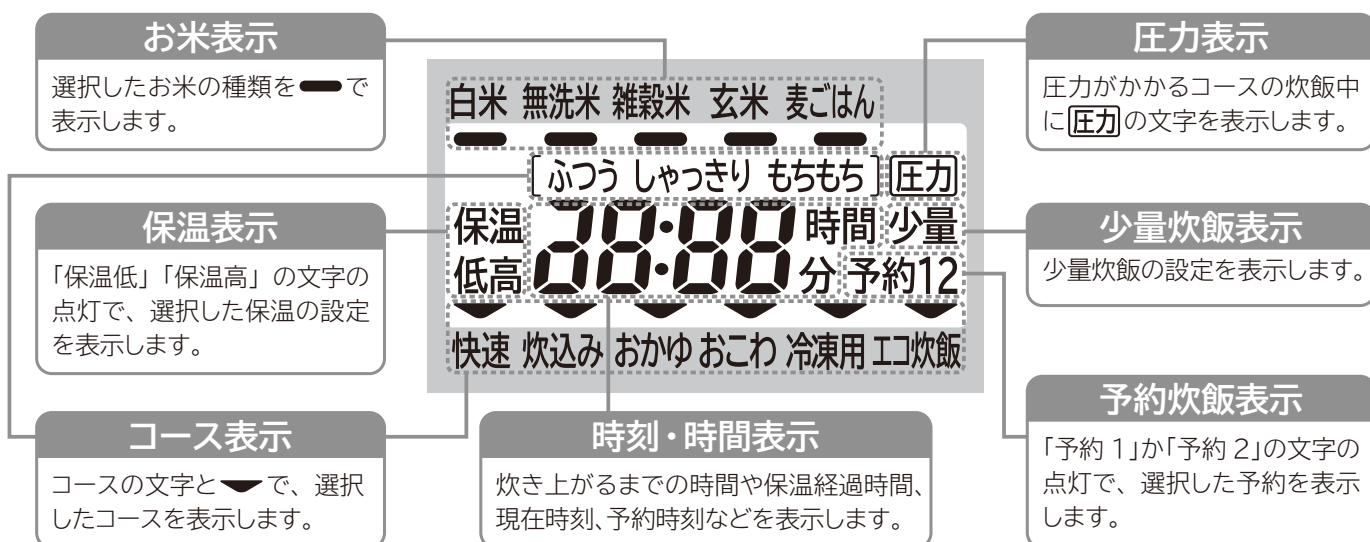 お米表示
選択したお米の種類を で
表示します。
圧力表示
圧力がかかるコースの炊飯中
に圧力の文字を表示します。
白米 無洗米 雑穀米 玄米 麦ごはん
[ふつう しゃっきり もちもち] 圧力
保温 28:88 時間 少量
低高 分 予約12
快速 炊込み おかゆ おこわ 冷凍用 エコ炊飯
保温表示
「保温低」「保温高」の文字の
点灯で、選択した保温の設定
を表示します。
少量炊飯表示
少量炊飯の設定を表示します。
コース表示
コースの文字と で、選択
したコースを表示します。
時刻・時間表示
炊き上がるまでの時間や保温経過時間、
現在時刻、予約時刻などを表示します。
予約炊飯表示
「予約1」か「予約2」の文字の
点灯で、選択した予約を表示
します。